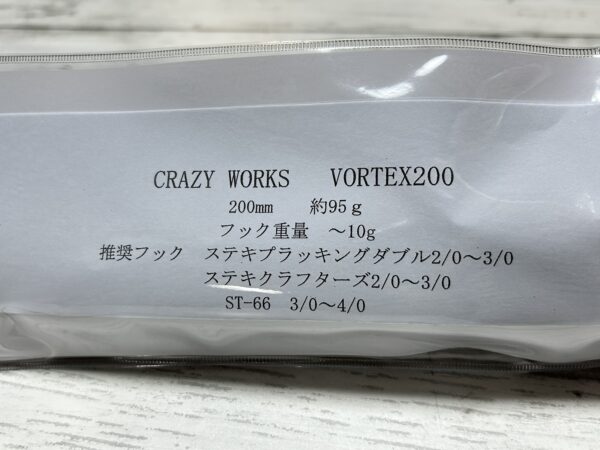 CRAZY WORKS　VORTEX200
200mm　約95ｇ
フック重量　～10g
推奨フック　ステキプラッキングダブル2/0～3/0
ステキクラフターズ2/0～3/0
ST-66　3/0～4/0